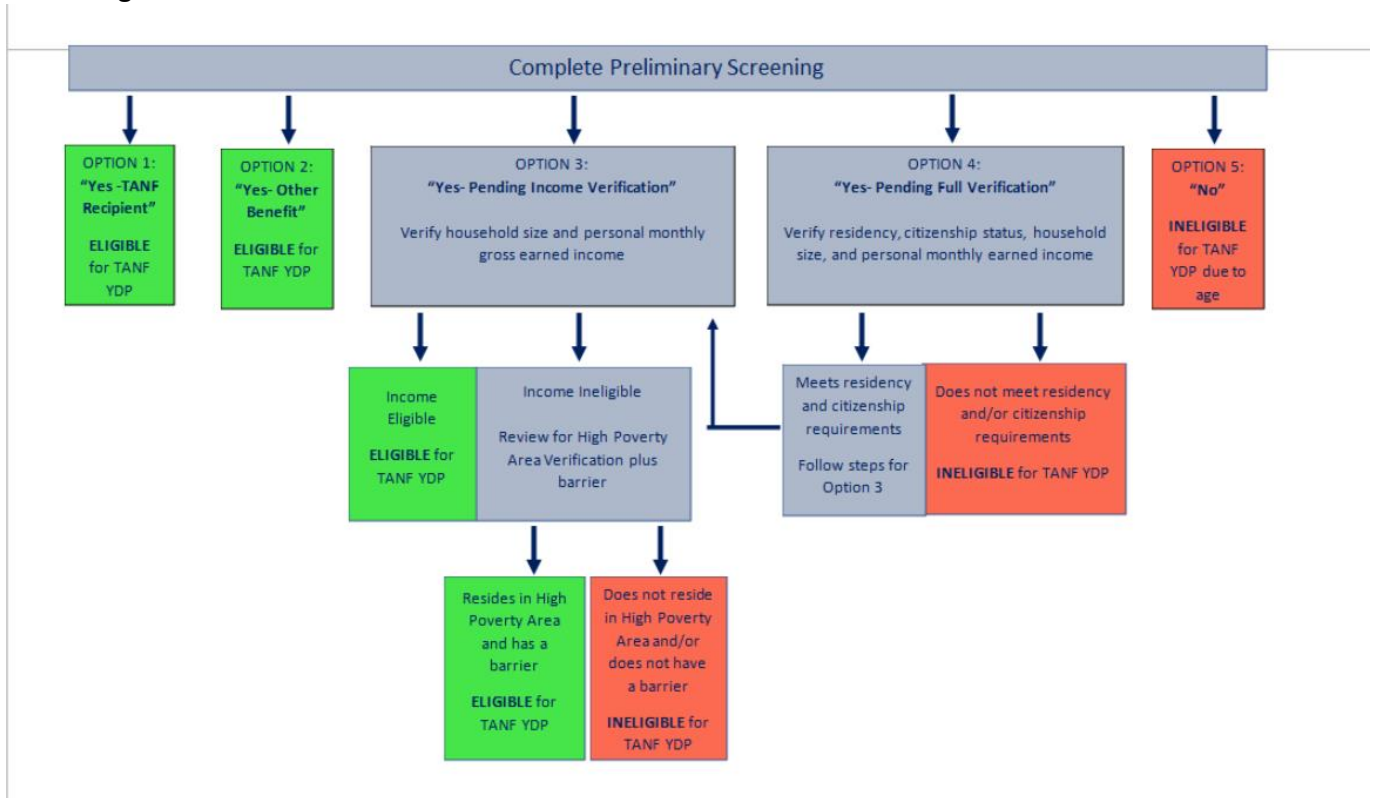 Complete Preliminary Screening
OPTION 1:
“Yes -TANF
Recipient”
ELIGIBLE
for TANF
YDP
OPTION 2:
“Yes- Other
Benefit”
ELIGIBLE for
TANF YDP
OPTION 3:
“Yes- Pending Income Verification”
Verify household size and personal monthly
gross earned income
OPTION 4:
“Yes- Pending Full Verification”
Verify residency, citizenship status, household
size, and personal monthly earned income
OPTION 5:
“No”
INELIGIBLE
for TANF
YDP due to
age
Income
Eligible
ELIGIBLE for
TANF YDP
Income Ineligible
Review for High Poverty
Area Verification plus
barrier
Meets residency
and citizenship
requirements
Follow steps for
Option 3
Does not meet residency
and/or citizenship
requirements
INELIGIBLE for TANF YDP
Resides in High
Poverty Area
and has a
barrier
ELIGIBLE for
TANF YDP
Does not reside
in High Poverty
Area and/or
does not have
a barrier
INELIGIBLE for
TANF YDP